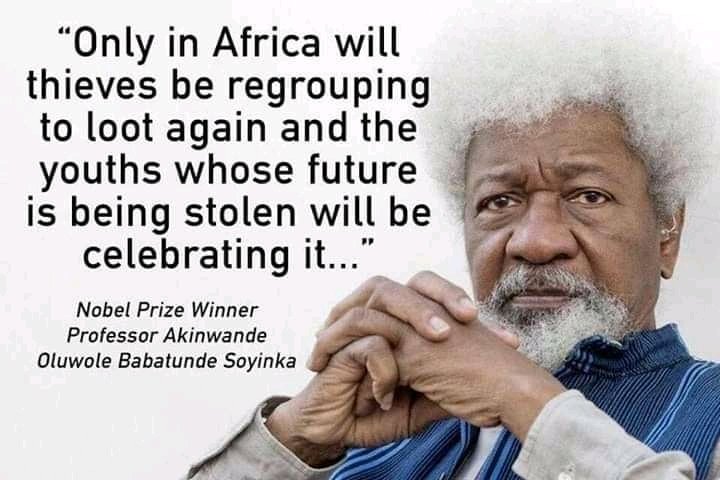 “Only in Africa will
thieves be regrouping
to loot again and the
youths whose future
is being stolen will be
celebrating it...”
Nobel Prize Winner
Professor Akinwande
Oluwole Babatunde Soyinka